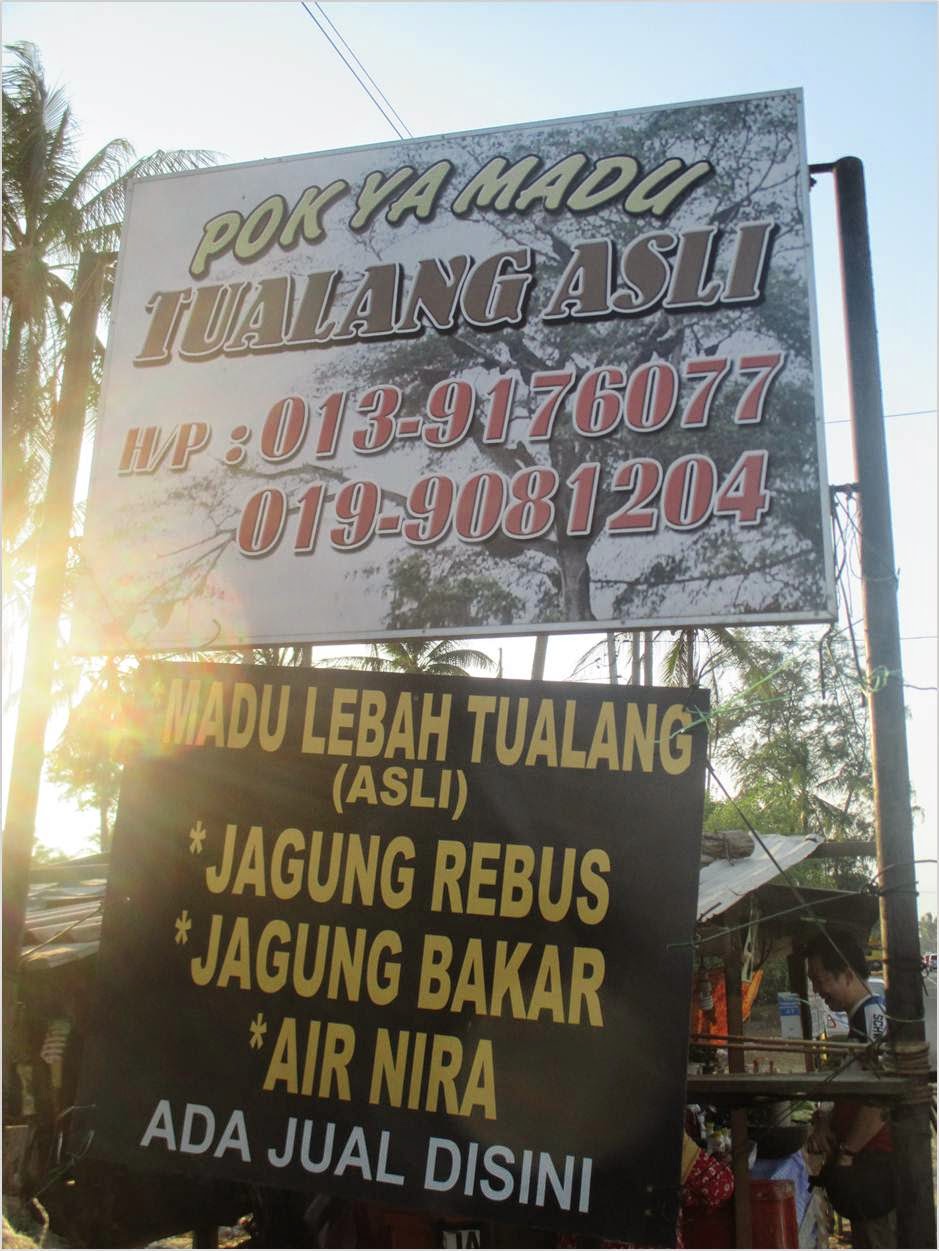 POK YA MADU
TUALANG ASLI
H/P : 013-9176077
019-9081204
MADU LEBAH TUALANG
(ASLI)
*JAGUNG REBUS
*JAGUNG BAKAR
*AIR NIRA
ADA JUAL DISINI